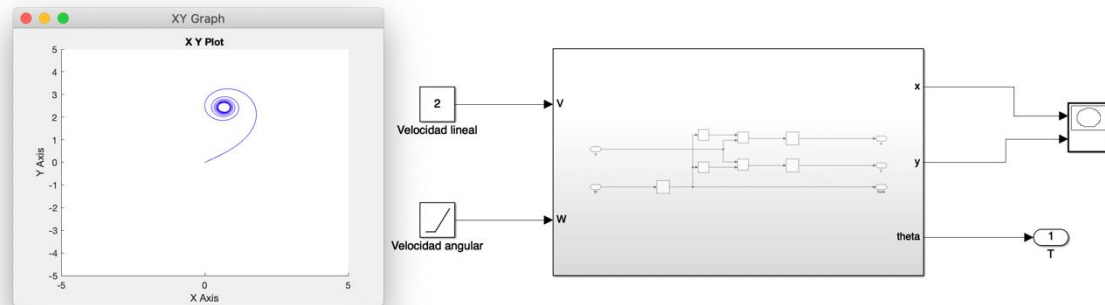 XY Graph
X Y Plot
5
4
3
2
1
0
-1
-2
-3
-4
-5
-5
0
5
Y Axis
X Axis
2
Velocidad lineal
Velocidad angular
V
W
x
y
theta
1
T